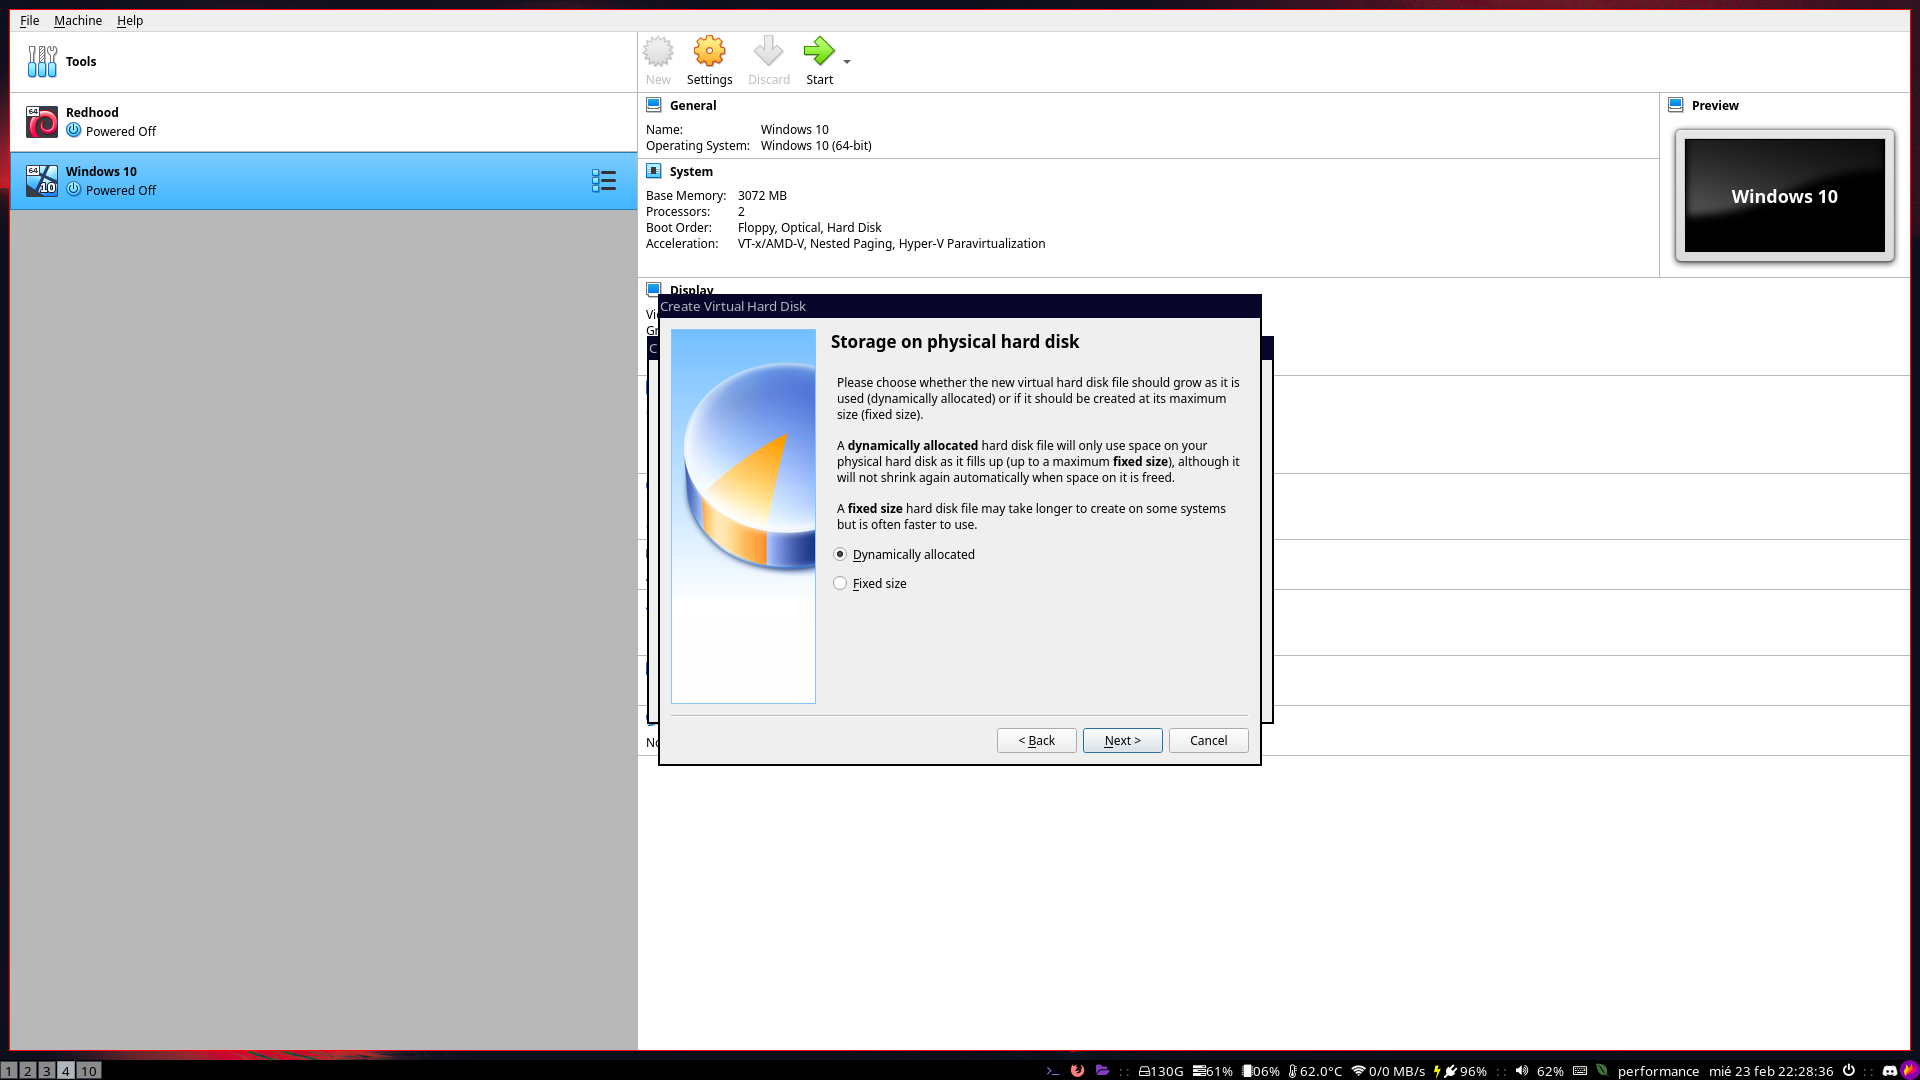 File Machine Help
Tools
New Settings Discard Start
64 Redhood
Powered Off
64 10 Windows 10
Powered Off
General
Name: Windows 10
Operating System: Windows 10 (64-bit)
System
Base Memory: 3072 MB
Processors: 2
Boot Order: Floppy, Optical, Hard Disk
Acceleration: VT-x/AMD-V, Nested Paging, Hyper-V Paravirtualization
Preview
Windows 10
Display
Create Virtual Hard Disk
Storage on physical hard disk
Please choose whether the new virtual hard disk file should grow as it is
used (dynamically allocated) or if it should be created at its maximum
size (fixed size).
A dynamically allocated hard disk file will only use space on your
physical hard disk as it fills up (up to a maximum fixed size), although it
will not shrink again automatically when space on it is freed.
A fixed size hard disk file may take longer to create on some systems
but is often faster to use.
Dynamically allocated
Fixed size
< Back Next > Cancel
1 2 3 4 10 >_ :: 130G 61% 06% 62.0°C 0/0 MB/s 96% :: 62% performance mié 23 feb 22:28:36 ::